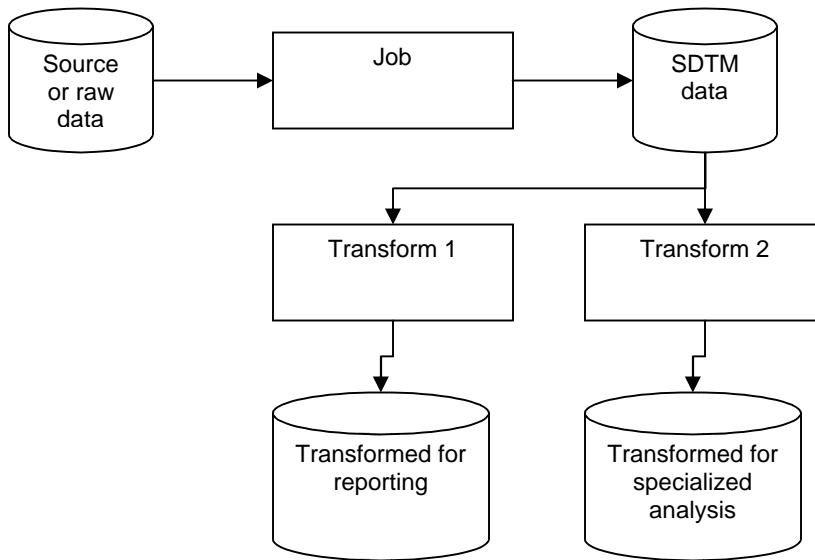 Source
or raw
data
Job
SDTM
data
Transform 1
Transform 2
Transformed for
reporting
Transformed for
specialized
analysis